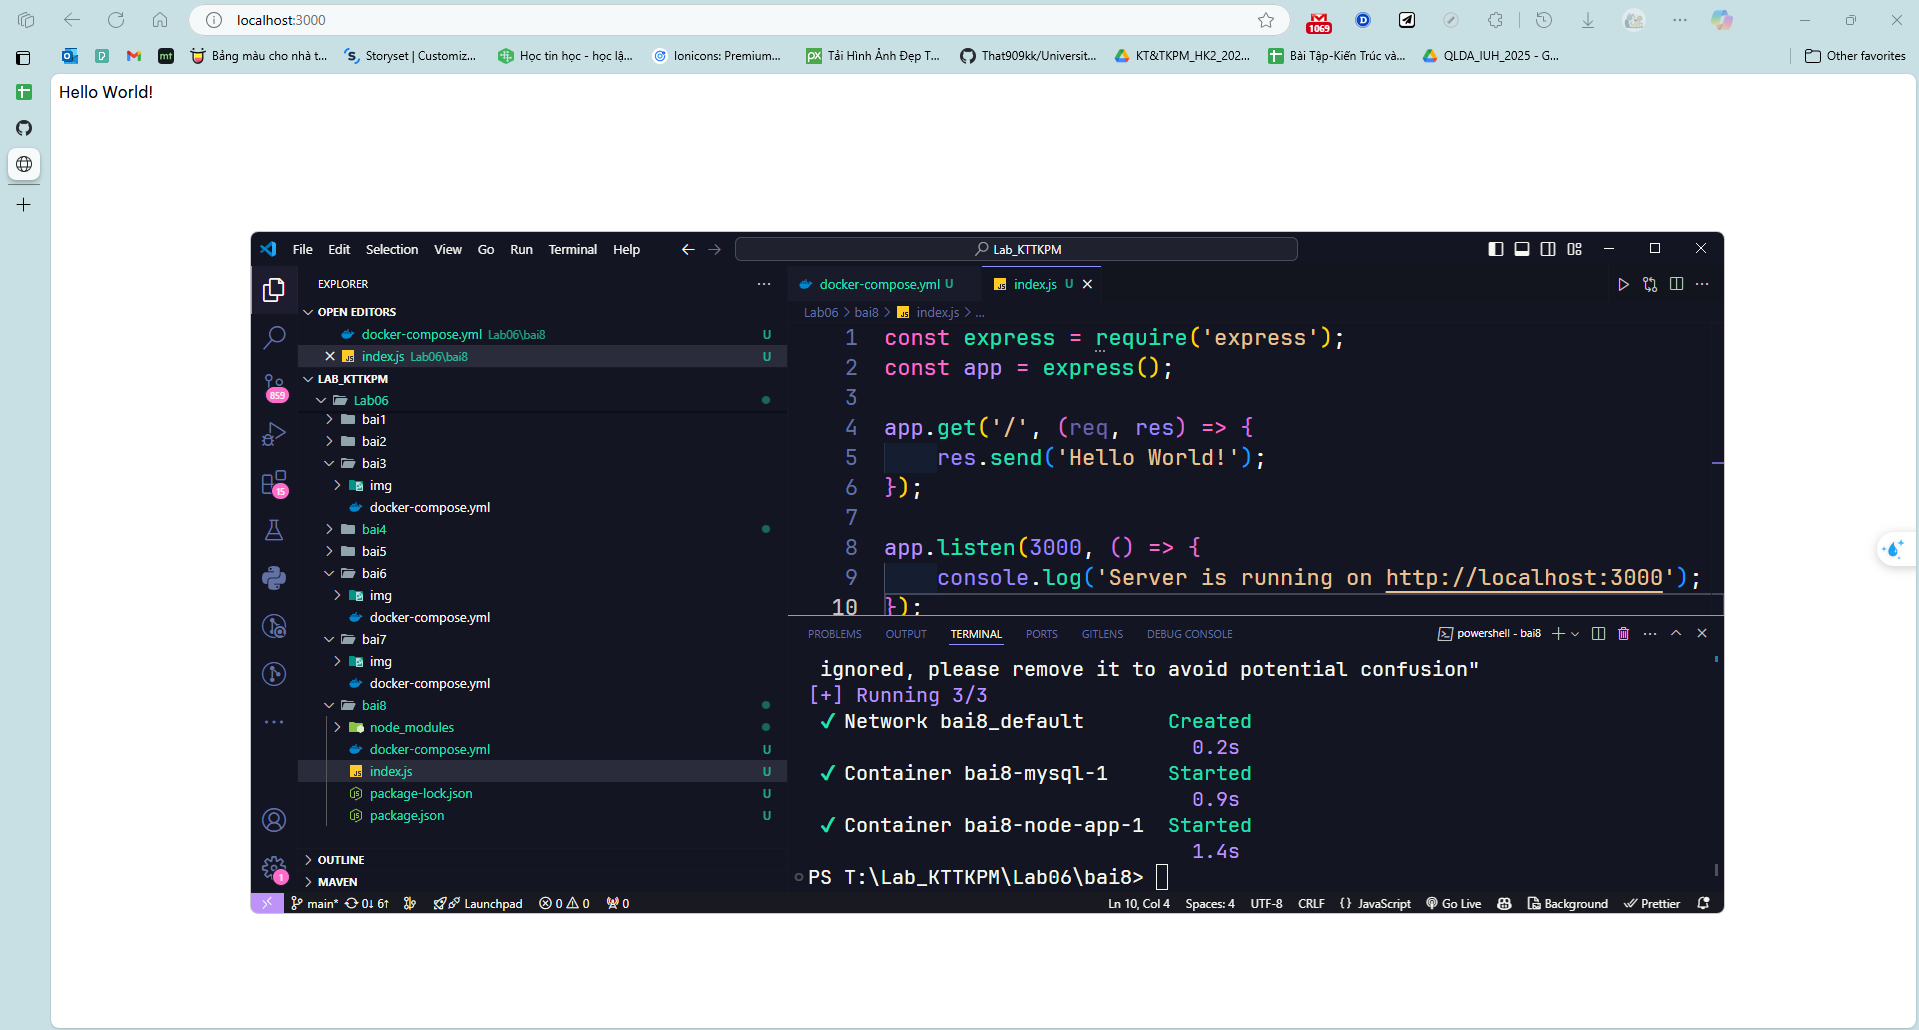 localhost:3000
1069
Bảng màu cho nhà t...
Storyset | Customiz...
Học tin học - học lậ...
Ionicons: Premium...
Tải Hình Ảnh Đẹp T...
That909kk/Universit...
KT&TKPM_HK2_202...
Bài Tập-Kiến Trúc và...
QLDA_IUH_2025 - G...
Other favorites
Hello World!
File Edit Selection View Go Run Terminal Help
Lab_KTTKPM
EXPLORER
OPEN EDITORS
docker-compose.yml Lab06\bai8 U
index.js Lab06\bai8 U
LAB_KTTKPM
Lab06
bai1
bai2
bai3
img
docker-compose.yml
bai4
bai5
bai6
img
docker-compose.yml
bai7
img
docker-compose.yml
bai8
node_modules
docker-compose.yml U
index.js U
package-lock.json U
package.json U
OUTLINE
MAVEN
859
15
1
docker-compose.yml U
index.js U
Lab06 > bai8 > index.js > ...
1 const express = require('express');
2 const app = express();
3
4 app.get('/', (req, res) => {
5 res.send('Hello World!');
6 });
7
8 app.listen(3000, () => {
9 console.log('Server is running on http://localhost:3000');
10 });
PROBLEMS OUTPUT TERMINAL PORTS GITLENS DEBUG CONSOLE
powershell - bai8
ignored, please remove it to avoid potential confusion"
[+] Running 3/3
✔ Network bai8_default Created
0.2s
✔ Container bai8-mysql-1 Started
0.9s
✔ Container bai8-node-app-1 Started
1.4s
PS T:\Lab_KTTKPM\Lab06\bai8>
main* 0↓ 6↑ Launchpad 0 0 0
Ln 10, Col 4 Spaces: 4 UTF-8 CRLF {} JavaScript Go Live Background Prettier